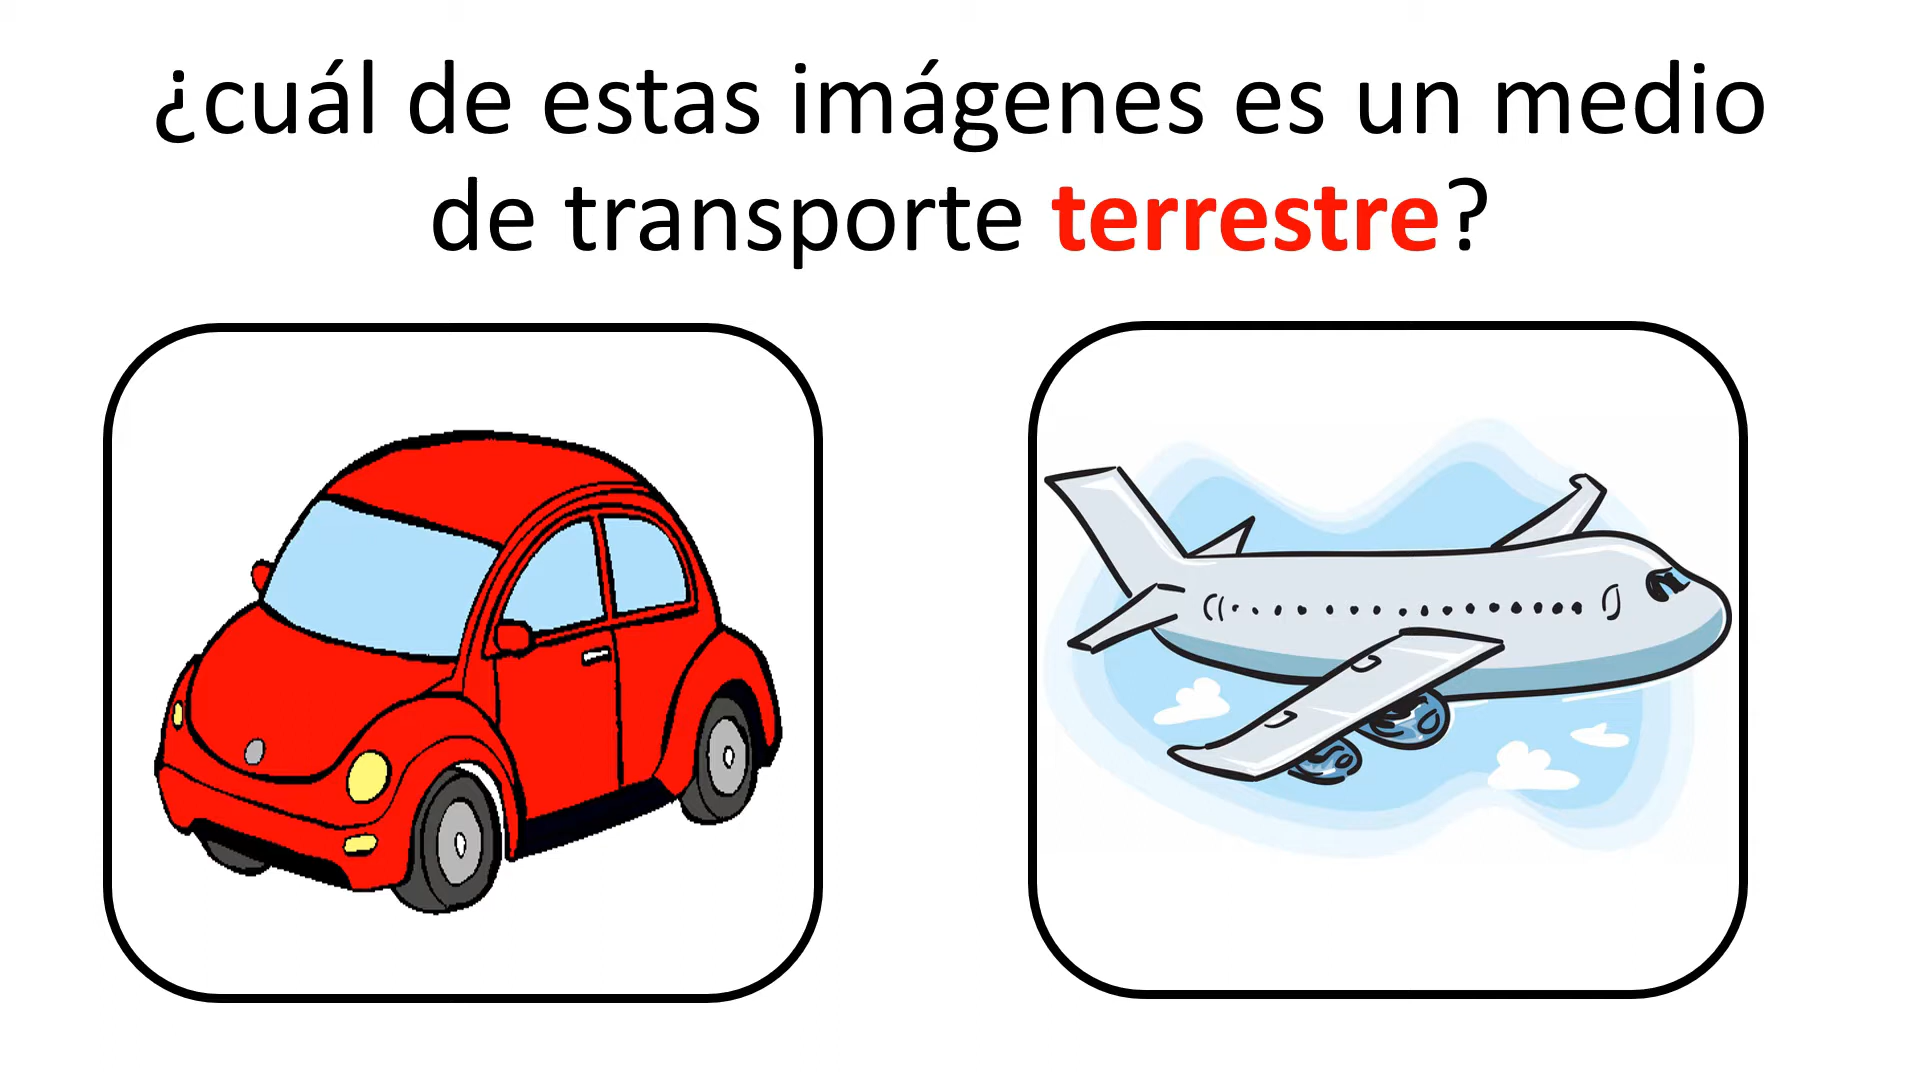 ¿cuál de estas imágenes es un medio
de transporte terrestre?